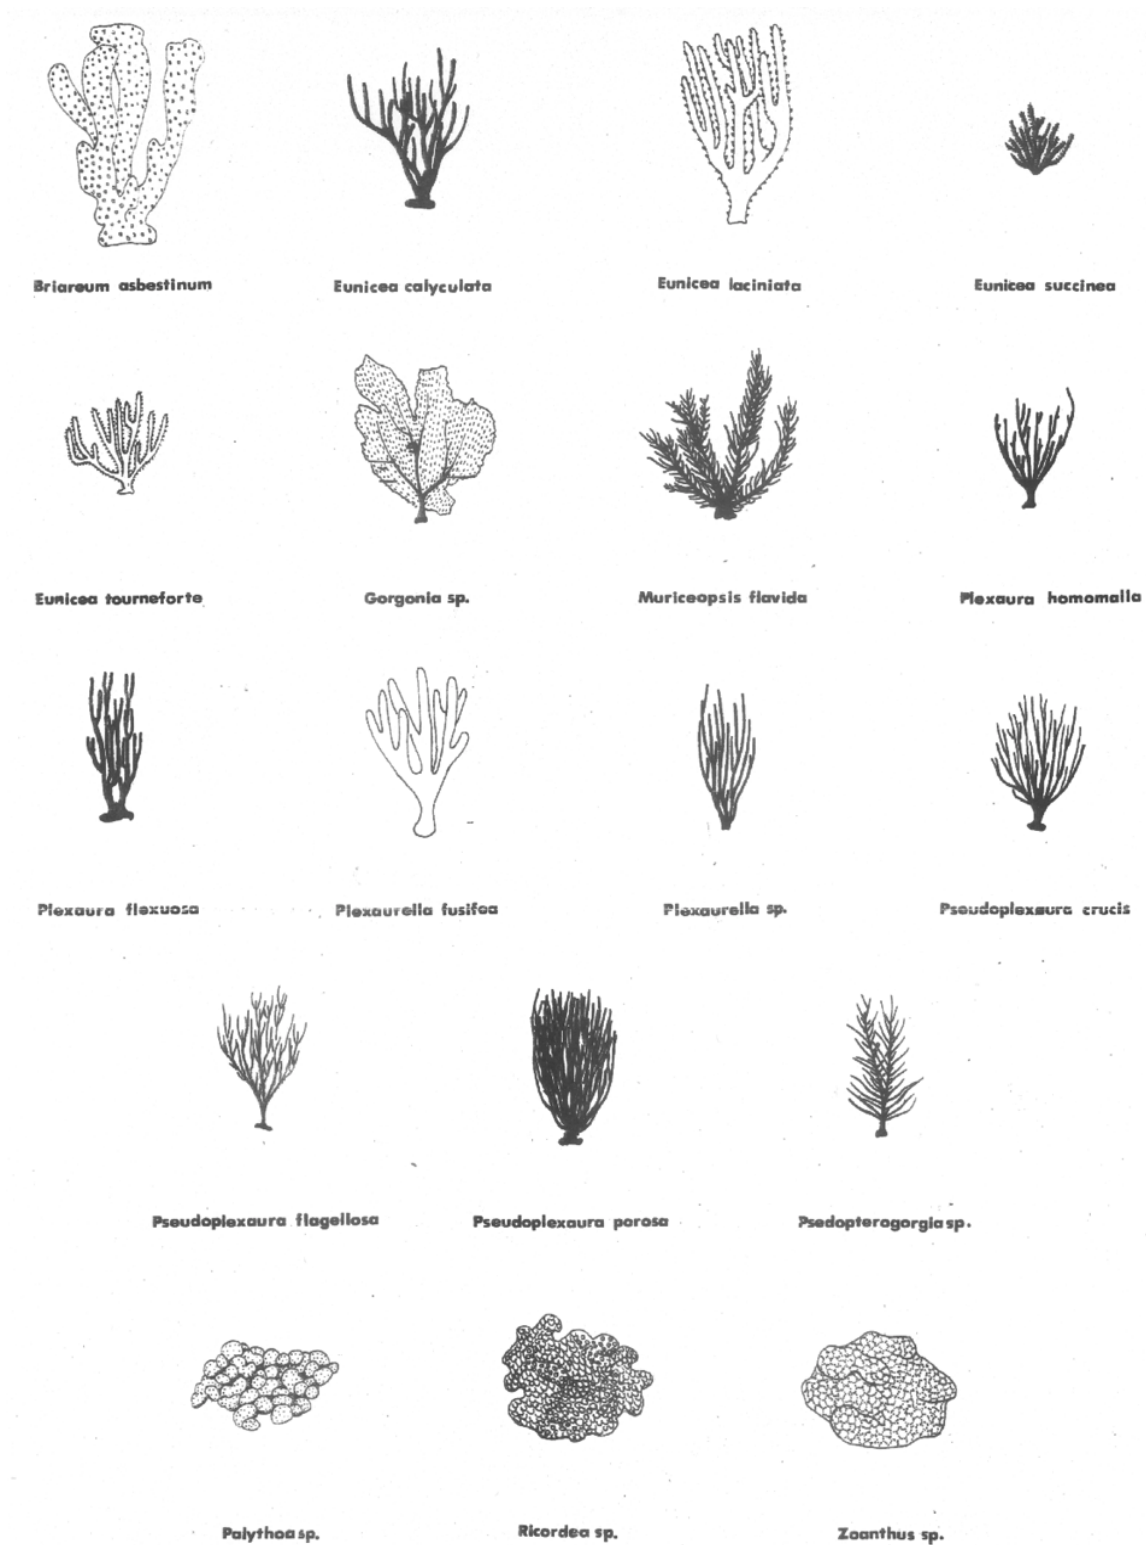 Briareum asbestinum
Eunicea calyculata
Eunicea laciniata
Eunicea succinea
Eunicea tourneforte
Gorgonia sp.
Muriceopsis flavida
Plexaura homomalla
Plexaura flexuosa
Plexaurella fusifea
Plexaurella sp.
Pseudoplexaura crucis
Pseudoplexaura flagellosa
Pseudoplexaura porosa
Psedopterogorgia sp.
Palythoa sp.
Ricordea sp.
Zoanthus sp.